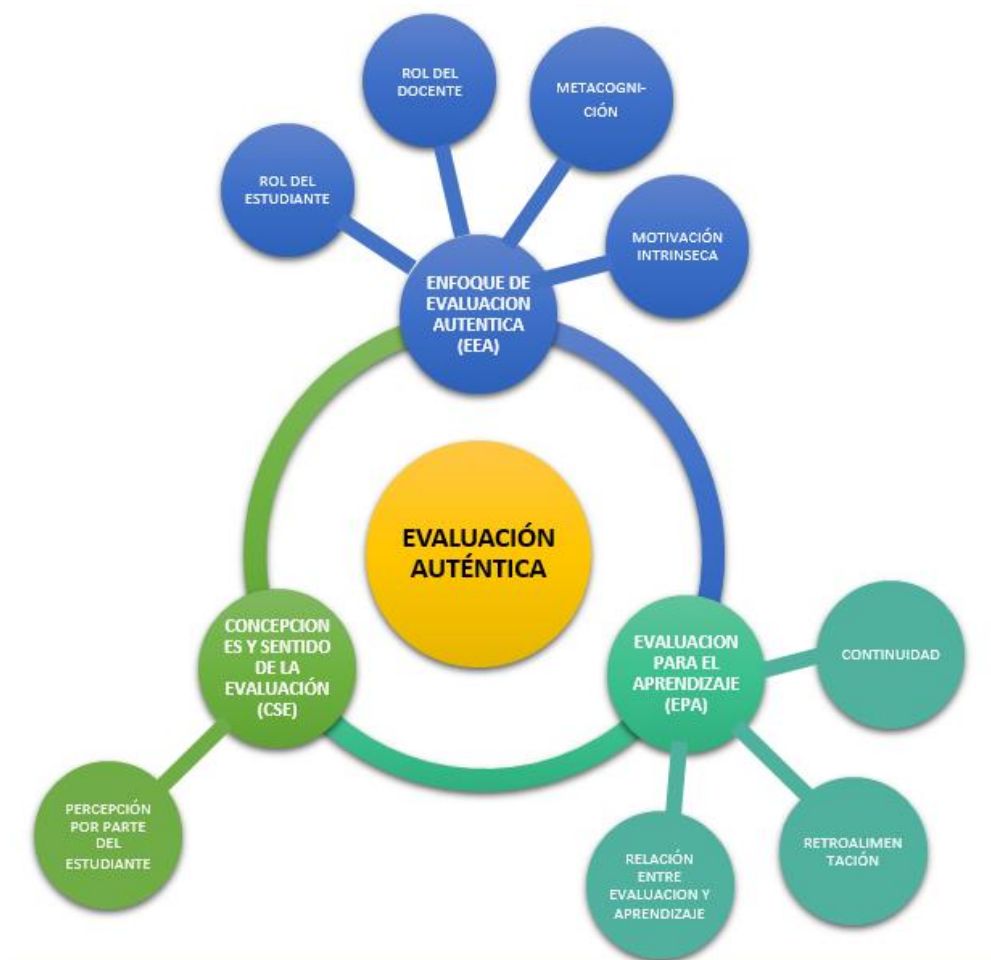 ROL DEL
DOCENTE
METACOGNI-
CIÓN
ROL DEL
ESTUDIANTE
MOTIVACIÓN
INTRINSECA
ENFOQUE DE
EVALUACION
AUTENTICA
(EEA)
EVALUACIÓN
AUTÉNTICA
CONCEPCION
ES Y SENTIDO
DE LA
EVALUACIÓN
(CSE)
EVALUACION
PARA EL
APRENDIZAJE
(EPA)
CONTINUIDAD
PERCEPCIÓN
POR PARTE
DEL
ESTUDIANTE
RETROALIMEN
TACIÓN
RELACIÓN
ENTRE
EVALUACION Y
APRENDIZAJE